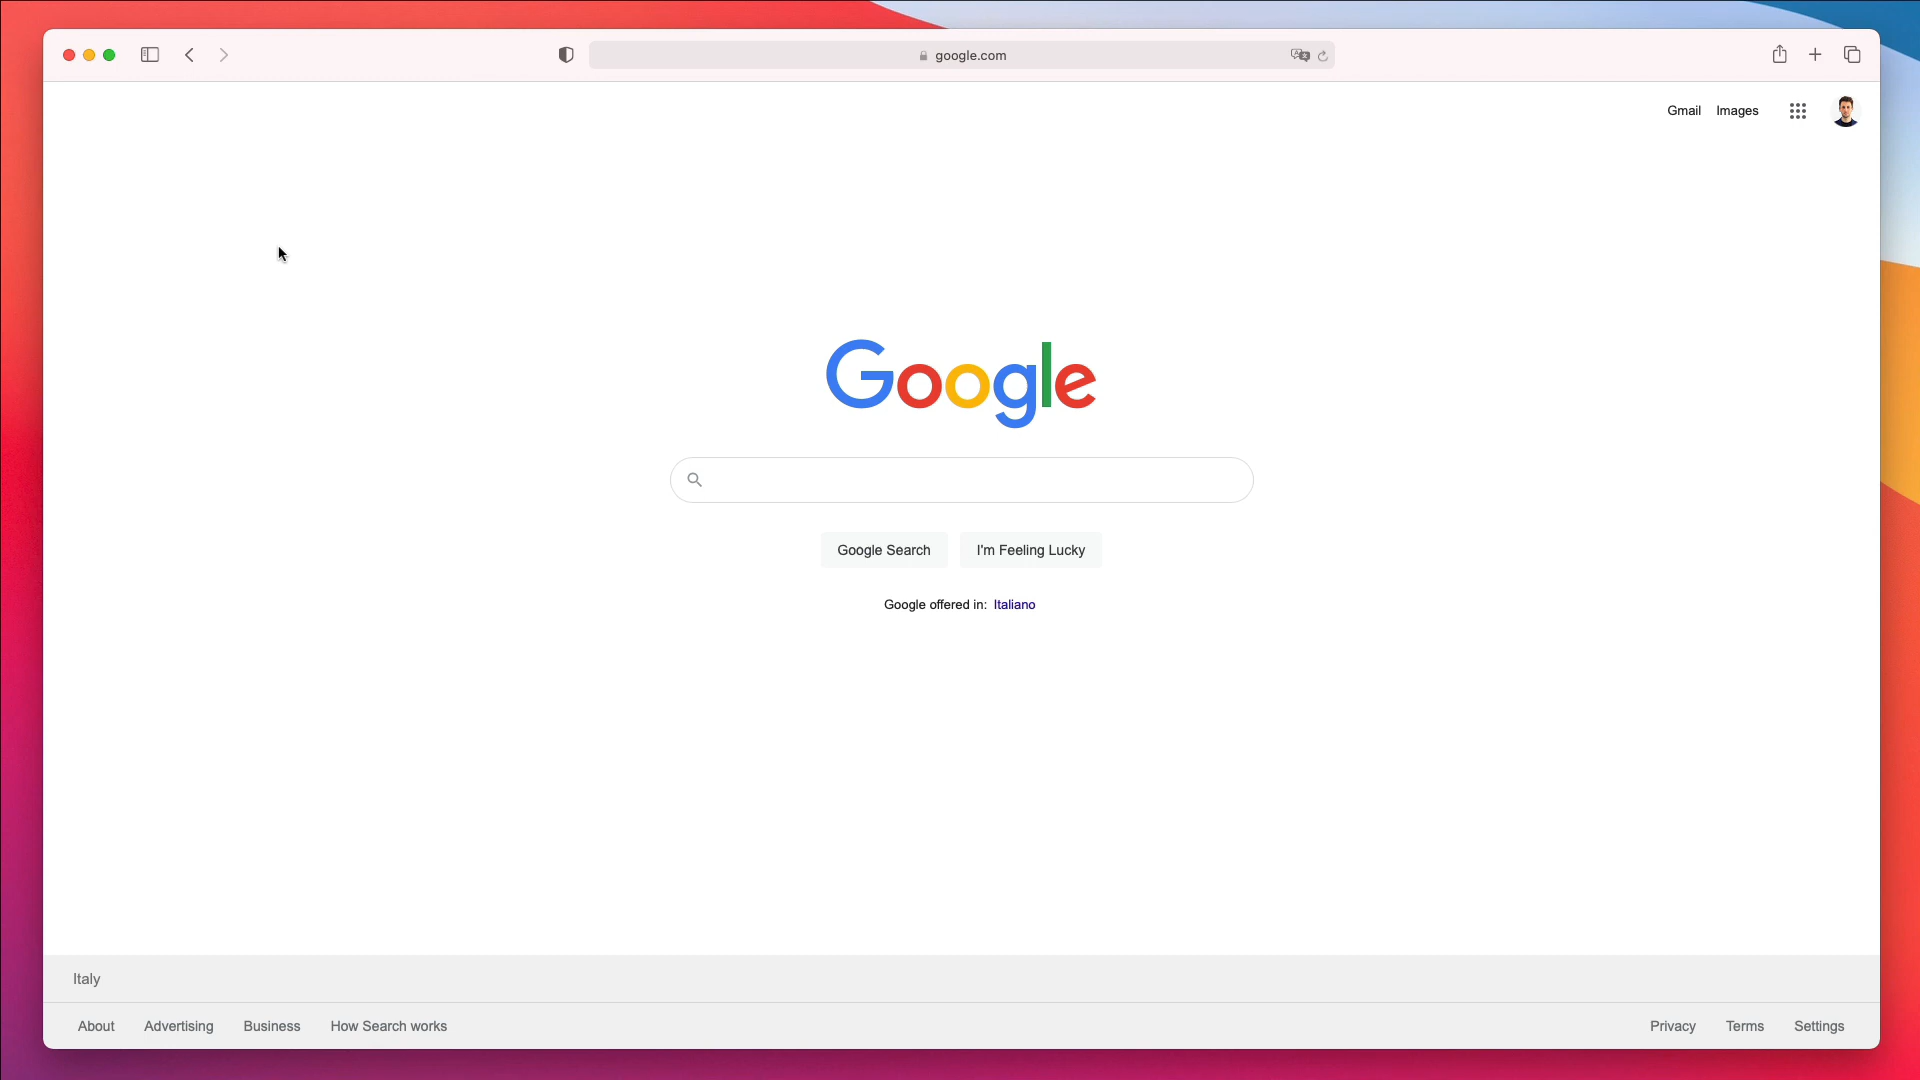 google.com
Gmail Images
Google
Google Search I'm Feeling Lucky
Google offered in: Italiano
Italy
About Advertising Business How Search works Privacy Terms Settings